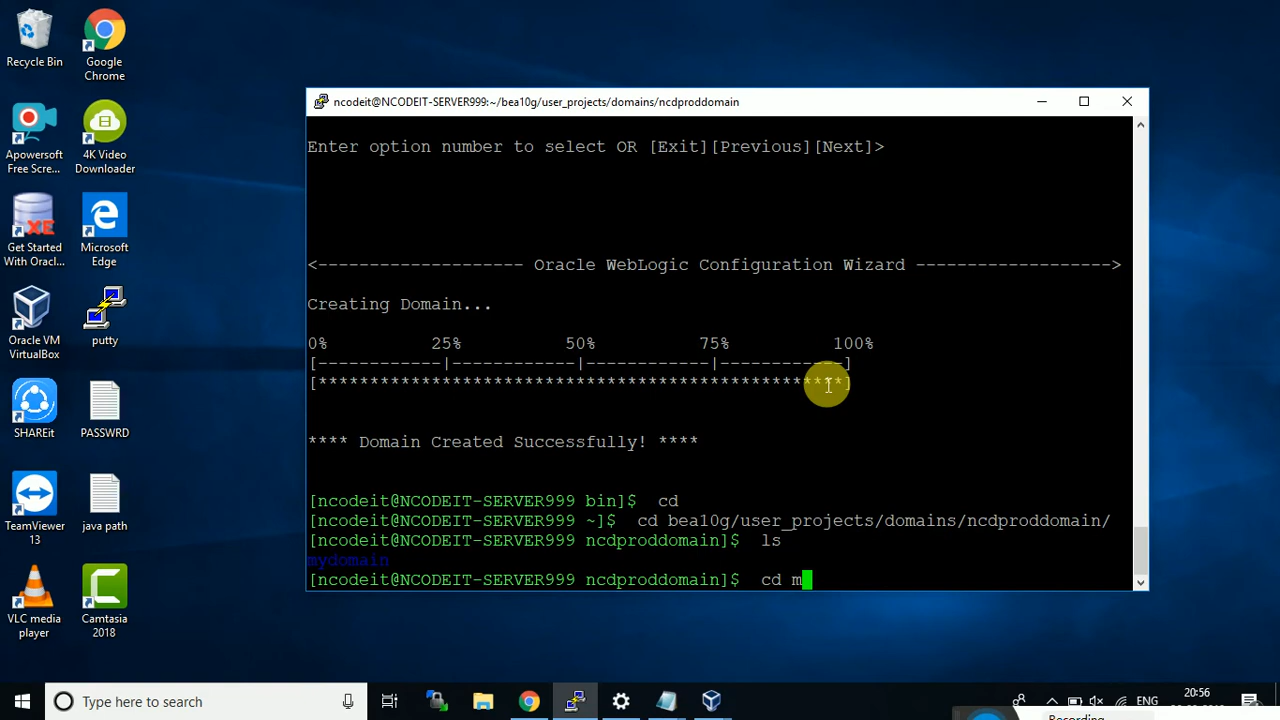 Recycle Bin
Google Chrome
Apowersoft Free Scre...
4K Video Downloader
Get Started With Oracl...
Microsoft Edge
Oracle VM VirtualBox
putty
SHAREit
PASSWRD
TeamViewer 13
java path
VLC media player
Camtasia 2018
ncodeit@NCODEIT-SERVER999:~/bea10g/user_projects/domains/ncdproddomain
Enter option number to select OR [Exit][Previous][Next]>
<-------------------- Oracle WebLogic Configuration Wizard ------------------->
Creating Domain...
0% 25% 50% 75% 100%
[------------|------------|------------|------------]
[***************************************************]
**** Domain Created Successfully! ****
[ncodeit@NCODEIT-SERVER999 bin]$ cd
[ncodeit@NCODEIT-SERVER999 ~]$ cd bea10g/user_projects/domains/ncdproddomain/
[ncodeit@NCODEIT-SERVER999 ncdproddomain]$ ls
mydomain
[ncodeit@NCODEIT-SERVER999 ncdproddomain]$ cd m
Type here to search
ENG
20:56
Recording